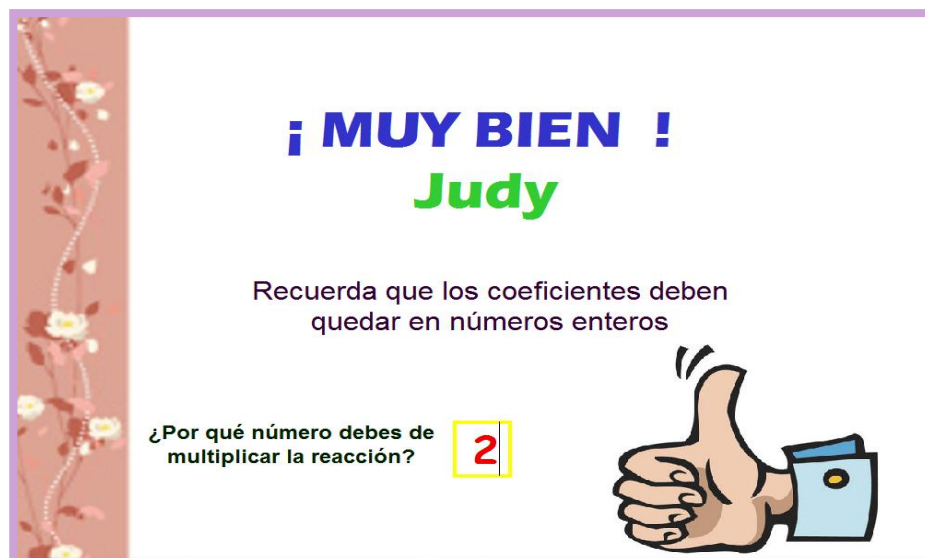 ¡ MUY BIEN !
Judy
Recuerda que los coeficientes deben
quedar en números enteros
¿Por qué número debes de
multiplicar la reacción?
2